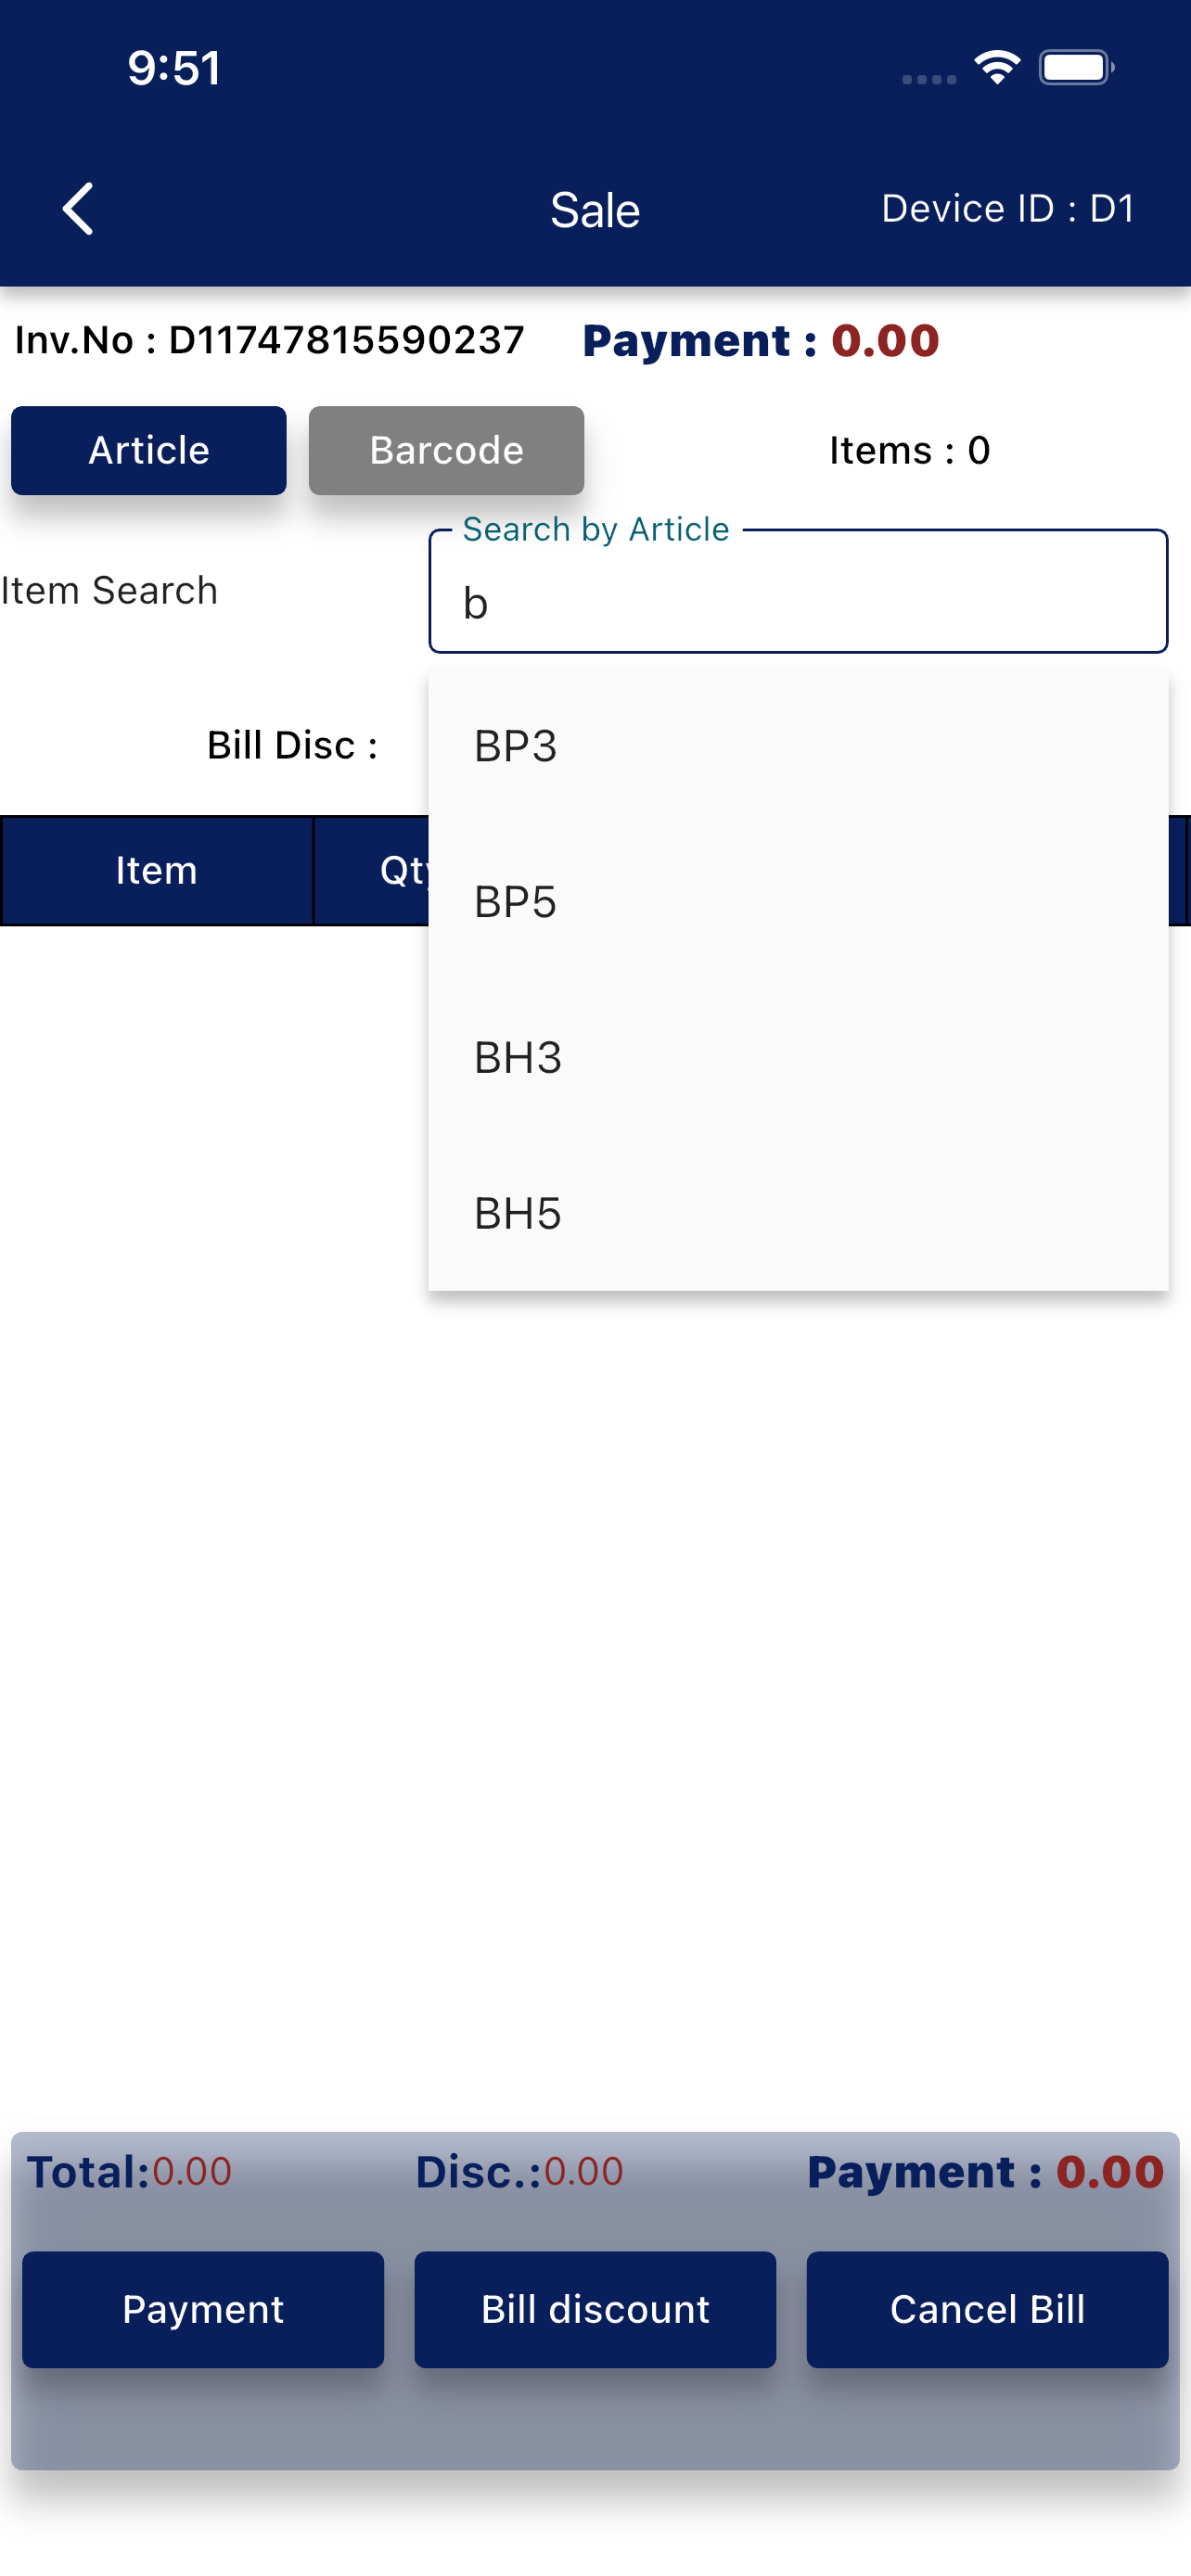 9:51
Sale
Device ID : D1
Inv.No : D11747815590237
Payment : 0.00
Article
Barcode
Items : 0
Search by Article
Item Search
b
Bill Disc :
BP3
Item
Qty
BP5
BH3
BH5
Total:0.00
Disc.:0.00
Payment : 0.00
Payment
Bill discount
Cancel Bill